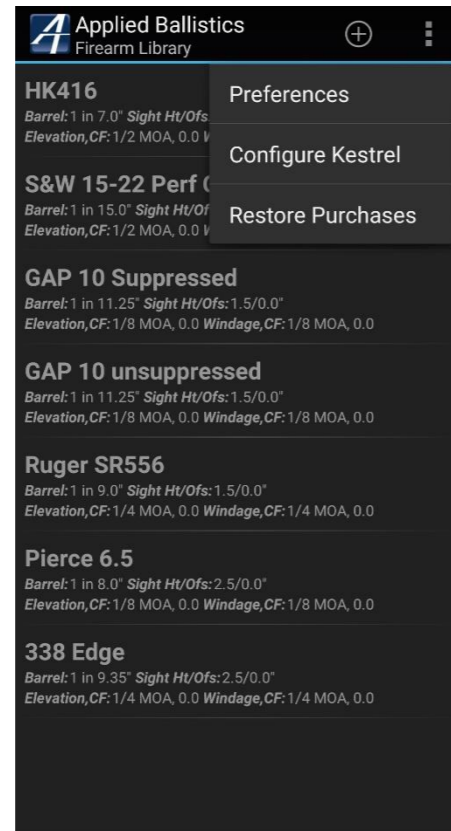 Applied Ballistics
Firearm Library
HK416
Preferences
Barrel: 1 in 7.0" Sight Ht/Ofs
Elevation,CF: 1/2 MOA, 0.0
Configure Kestrel
S&W 15-22 Perf
Barrel: 1 in 15.0" Sight Ht/Of
Restore Purchases
Elevation,CF: 1/2 MOA, 0.0
GAP 10 Suppressed
Barrel: 1 in 11.25" Sight Ht/Ofs: 1.5/0.0"
Elevation,CF: 1/8 MOA, 0.0 Windage,CF: 1/8 MOA, 0.0
GAP 10 unsuppressed
Barrel: 1 in 11.25" Sight Ht/Ofs: 1.5/0.0"
Elevation,CF: 1/8 MOA, 0.0 Windage,CF: 1/8 MOA, 0.0
Ruger SR556
Barrel: 1 in 9.0" Sight Ht/Ofs: 1.5/0.0"
Elevation,CF: 1/4 MOA, 0.0 Windage,CF: 1/4 MOA, 0.0
Pierce 6.5
Barrel: 1 in 8.0" Sight Ht/Ofs: 2.5/0.0"
Elevation,CF: 1/8 MOA, 0.0 Windage,CF: 1/8 MOA, 0.0
338 Edge
Barrel: 1 in 9.35" Sight Ht/Ofs: 2.5/0.0"
Elevation,CF: 1/4 MOA, 0.0 Windage,CF: 1/4 MOA, 0.0